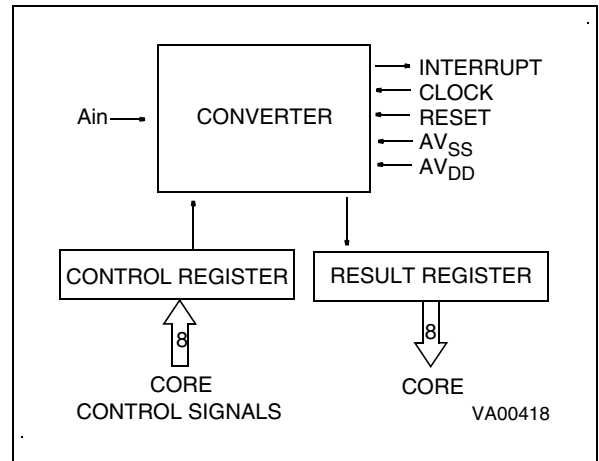 INTERRUPT
CLOCK
Ain
CONVERTER
RESET
AVSS
AVDD
CONTROL REGISTER
RESULT REGISTER
8
8
CORE
CONTROL SIGNALS
CORE
VA00418